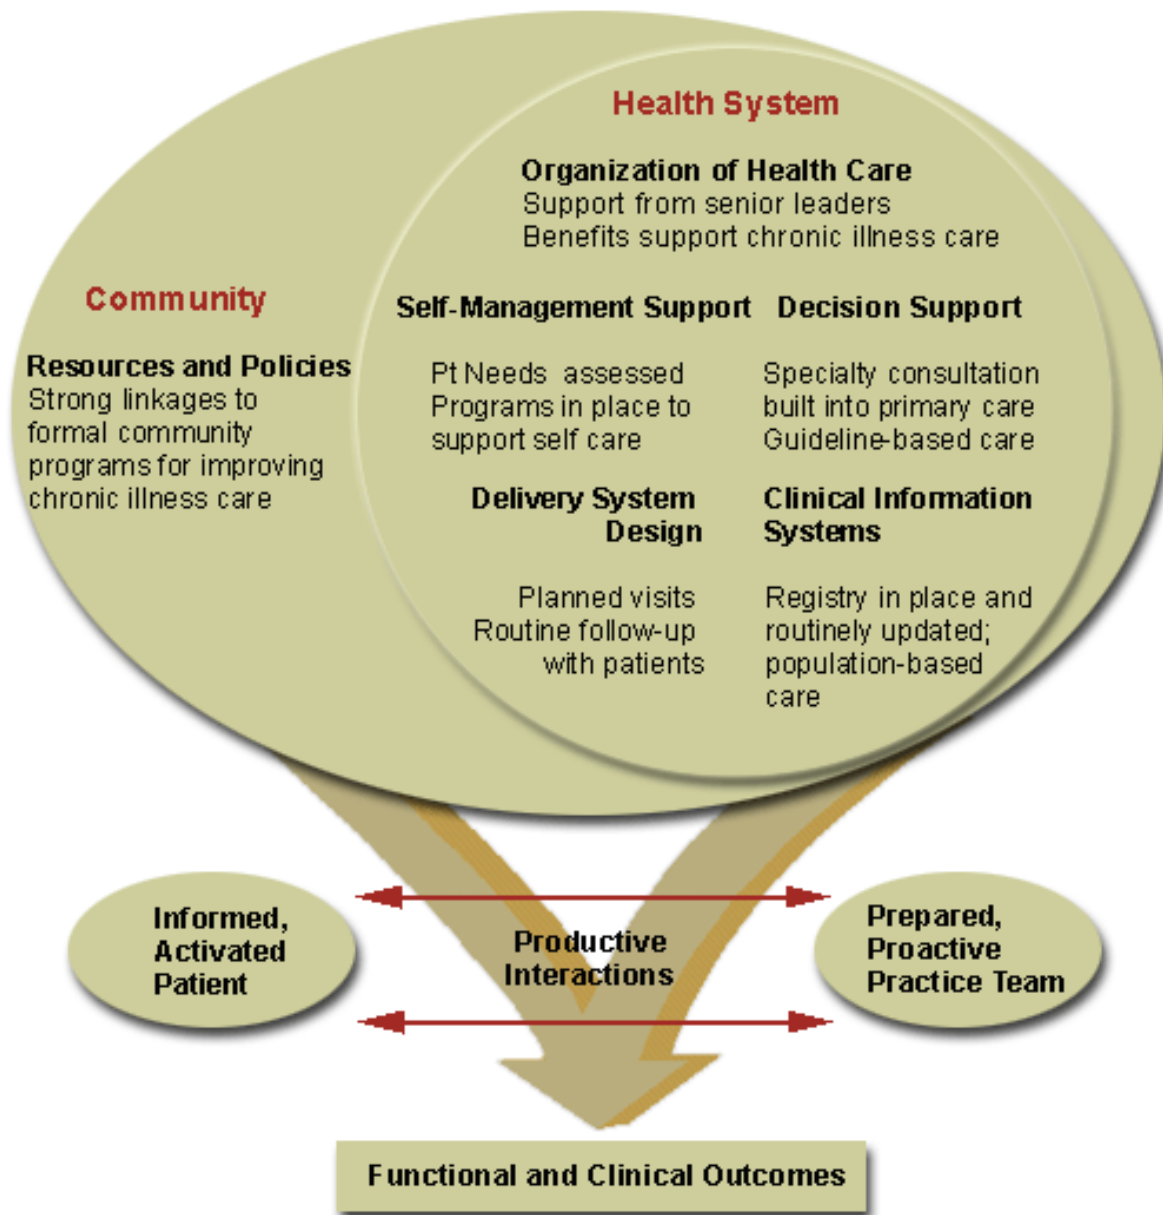 Health System
Organization of Health Care
Support from senior leaders
Benefits support chronic illness care
Community
Resources and Policies
Strong linkages to
formal community
programs for improving
chronic illness care
Self-Management Support
Pt Needs assessed
Programs in place to
support self care
Decision Support
Specialty consultation
built into primary care
Guideline-based care
Delivery System
Design
Planned visits
Routine follow-up
with patients
Clinical Information
Systems
Registry in place and
routinely updated;
population-based
care
Informed,
Activated
Patient
Productive
Interactions
Prepared,
Proactive
Practice Team
Functional and Clinical Outcomes